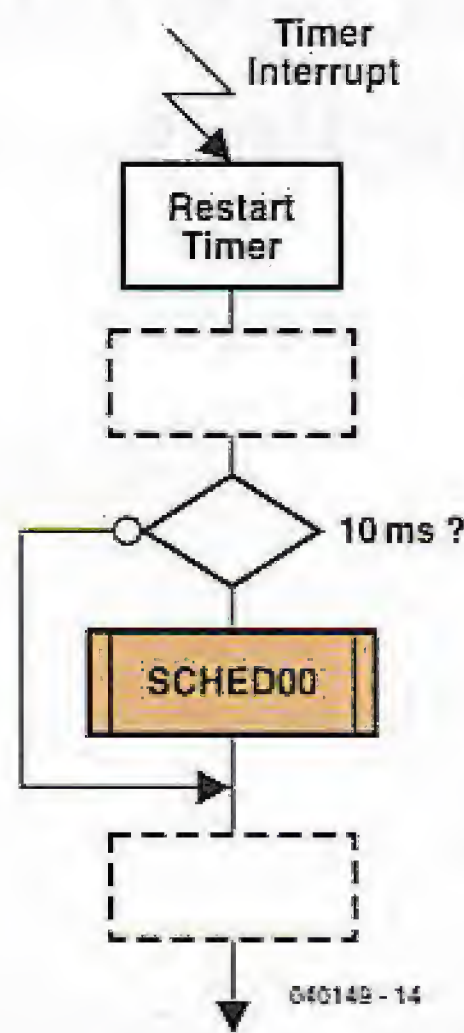 Timer
Interrupt
Restart
Timer
10 ms ?
SCHED00
040149 - 14